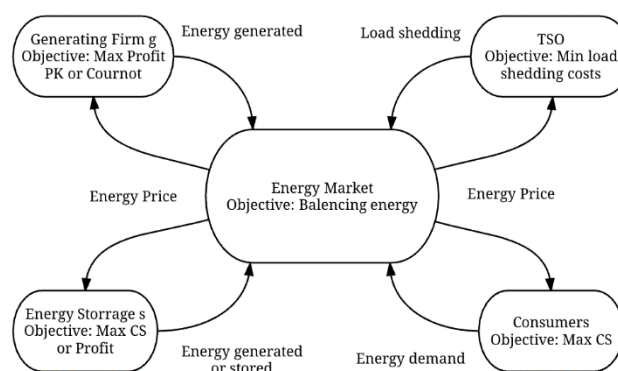 Generating Firm g
Objective: Max Profit
PK or Cournot
Energy generated
Load shedding
TSO
Objective: Min load
shedding costs
Energy Market
Objective: Balencing energy
Energy Price
Energy Price
Energy Storrage s
Objective: Max CS
or Profit
Energy generated
or stored
Energy demand
Consumers
Objective: Max CS